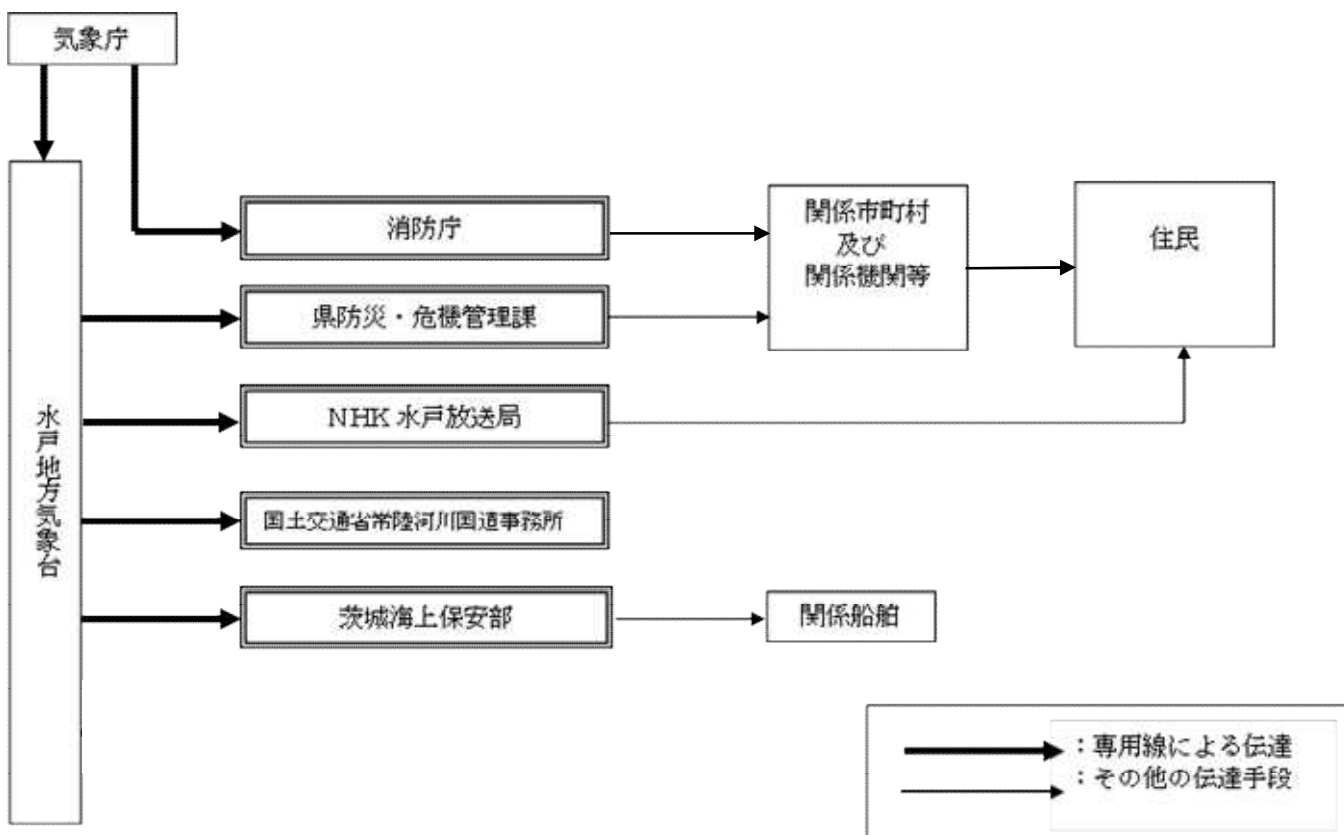 気象庁
消防庁
関係市町村
及び
関係機関等
住民
県防災・危機管理課
水戸地方気象台
NHK 水戸放送局
国土交通省常陸河川国道事務所
茨城海上保安部
関係船舶
：専用線による伝達
：その他の伝達手段